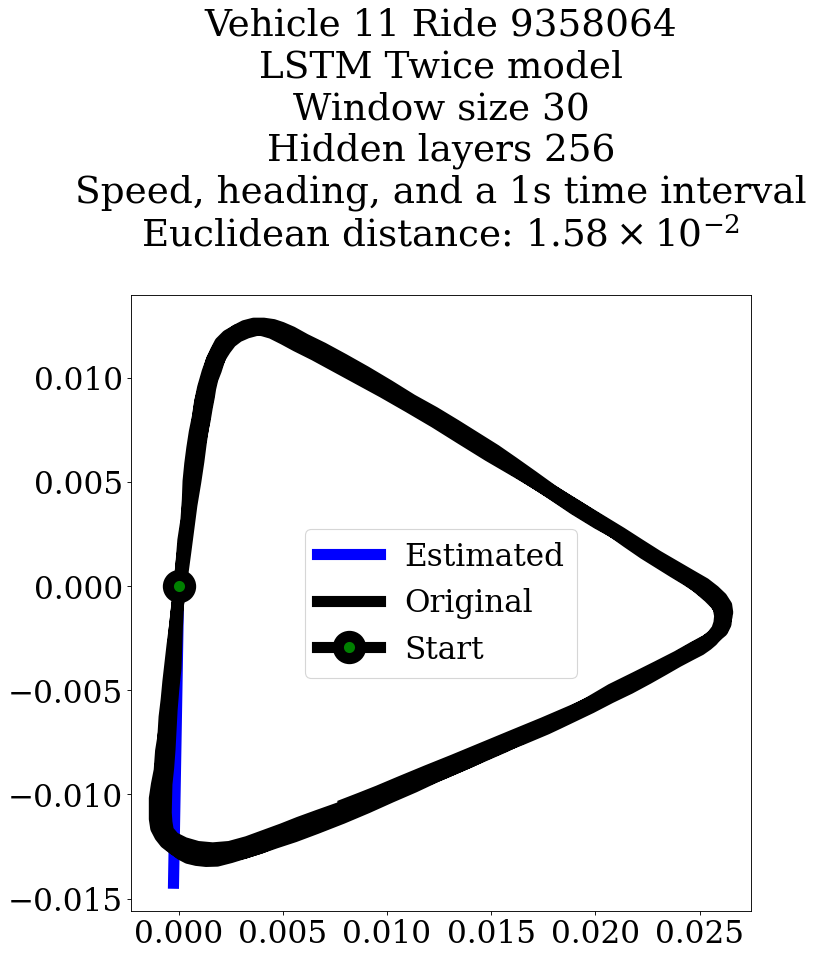 Vehicle 11 Ride 9358064
LSTM Twice model
Window size 30
Hidden layers 256
Speed, heading, and a 1s time interval
Euclidean distance: 1.58 × 10⁻²
0.010
0.005
0.000
−0.005
−0.010
−0.015
Estimated
Original
Start
0.000 0.005 0.010 0.015 0.020 0.025